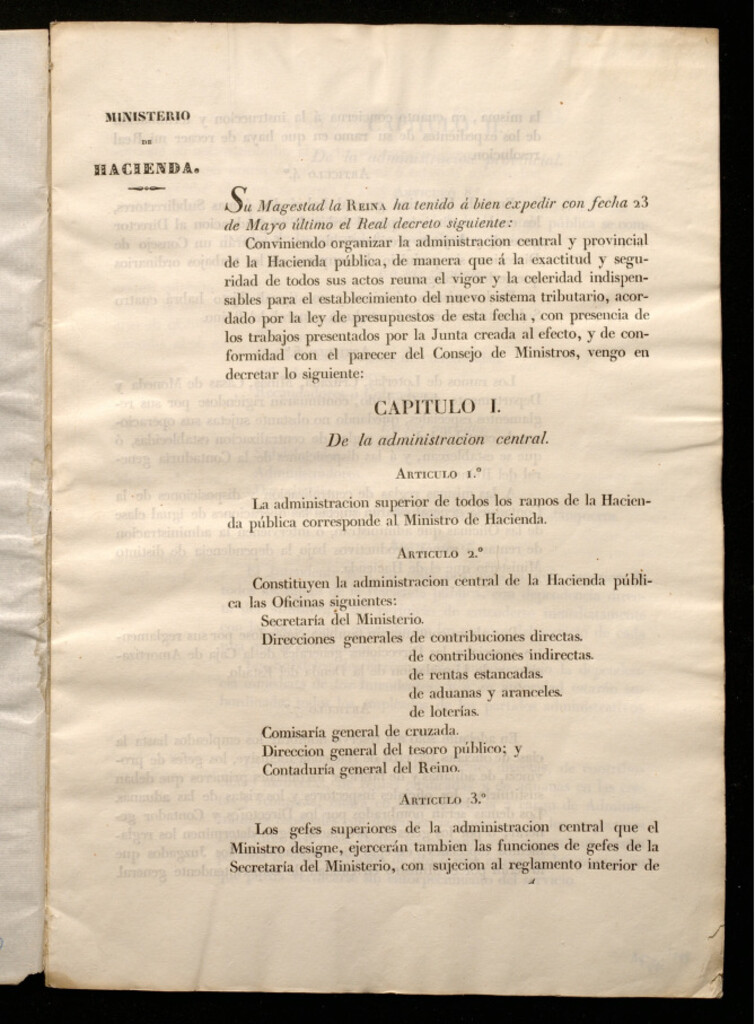 MINISTERIO
DE
HACIENDA.
Su Magestad la REINA ha tenido á bien expedir con fecha 23
de Mayo último el Real decreto siguiente:
Conviniendo organizar la administracion central y provincial
de la Hacienda pública, de manera que á la exactitud y segu-
ridad de todos sus actos reuna el vigor y la celeridad indispen-
sables para el establecimiento del nuevo sistema tributario, acor-
dado por la ley de presupuestos de esta fecha, con presencia de
los trabajos presentados por la Junta creada al efecto, y de con-
formidad con el parecer del Consejo de Ministros, vengo en
decretar lo siguiente:
CAPITULO I.
De la administracion central.
ARTICULO 1.º
La administracion superior de todos los ramos de la Hacien-
da pública corresponde al Ministro de Hacienda.
ARTICULO 2.º
Constituyen la administracion central de la Hacienda públi-
ca las Oficinas siguientes:
Secretaría del Ministerio.
Direcciones generales de contribuciones directas.
de contribuciones indirectas.
de rentas estancadas.
de aduanas y aranceles.
de loterías.
Comisaría general de cruzada.
Direccion general del tesoro público; y
Contaduría general del Reino.
ARTICULO 3.º
Los gefes superiores de la administracion central que el
Ministro designe, ejercerán tambien las funciones de gefes de la
Secretaría del Ministerio, con sujecion al reglamento interior de